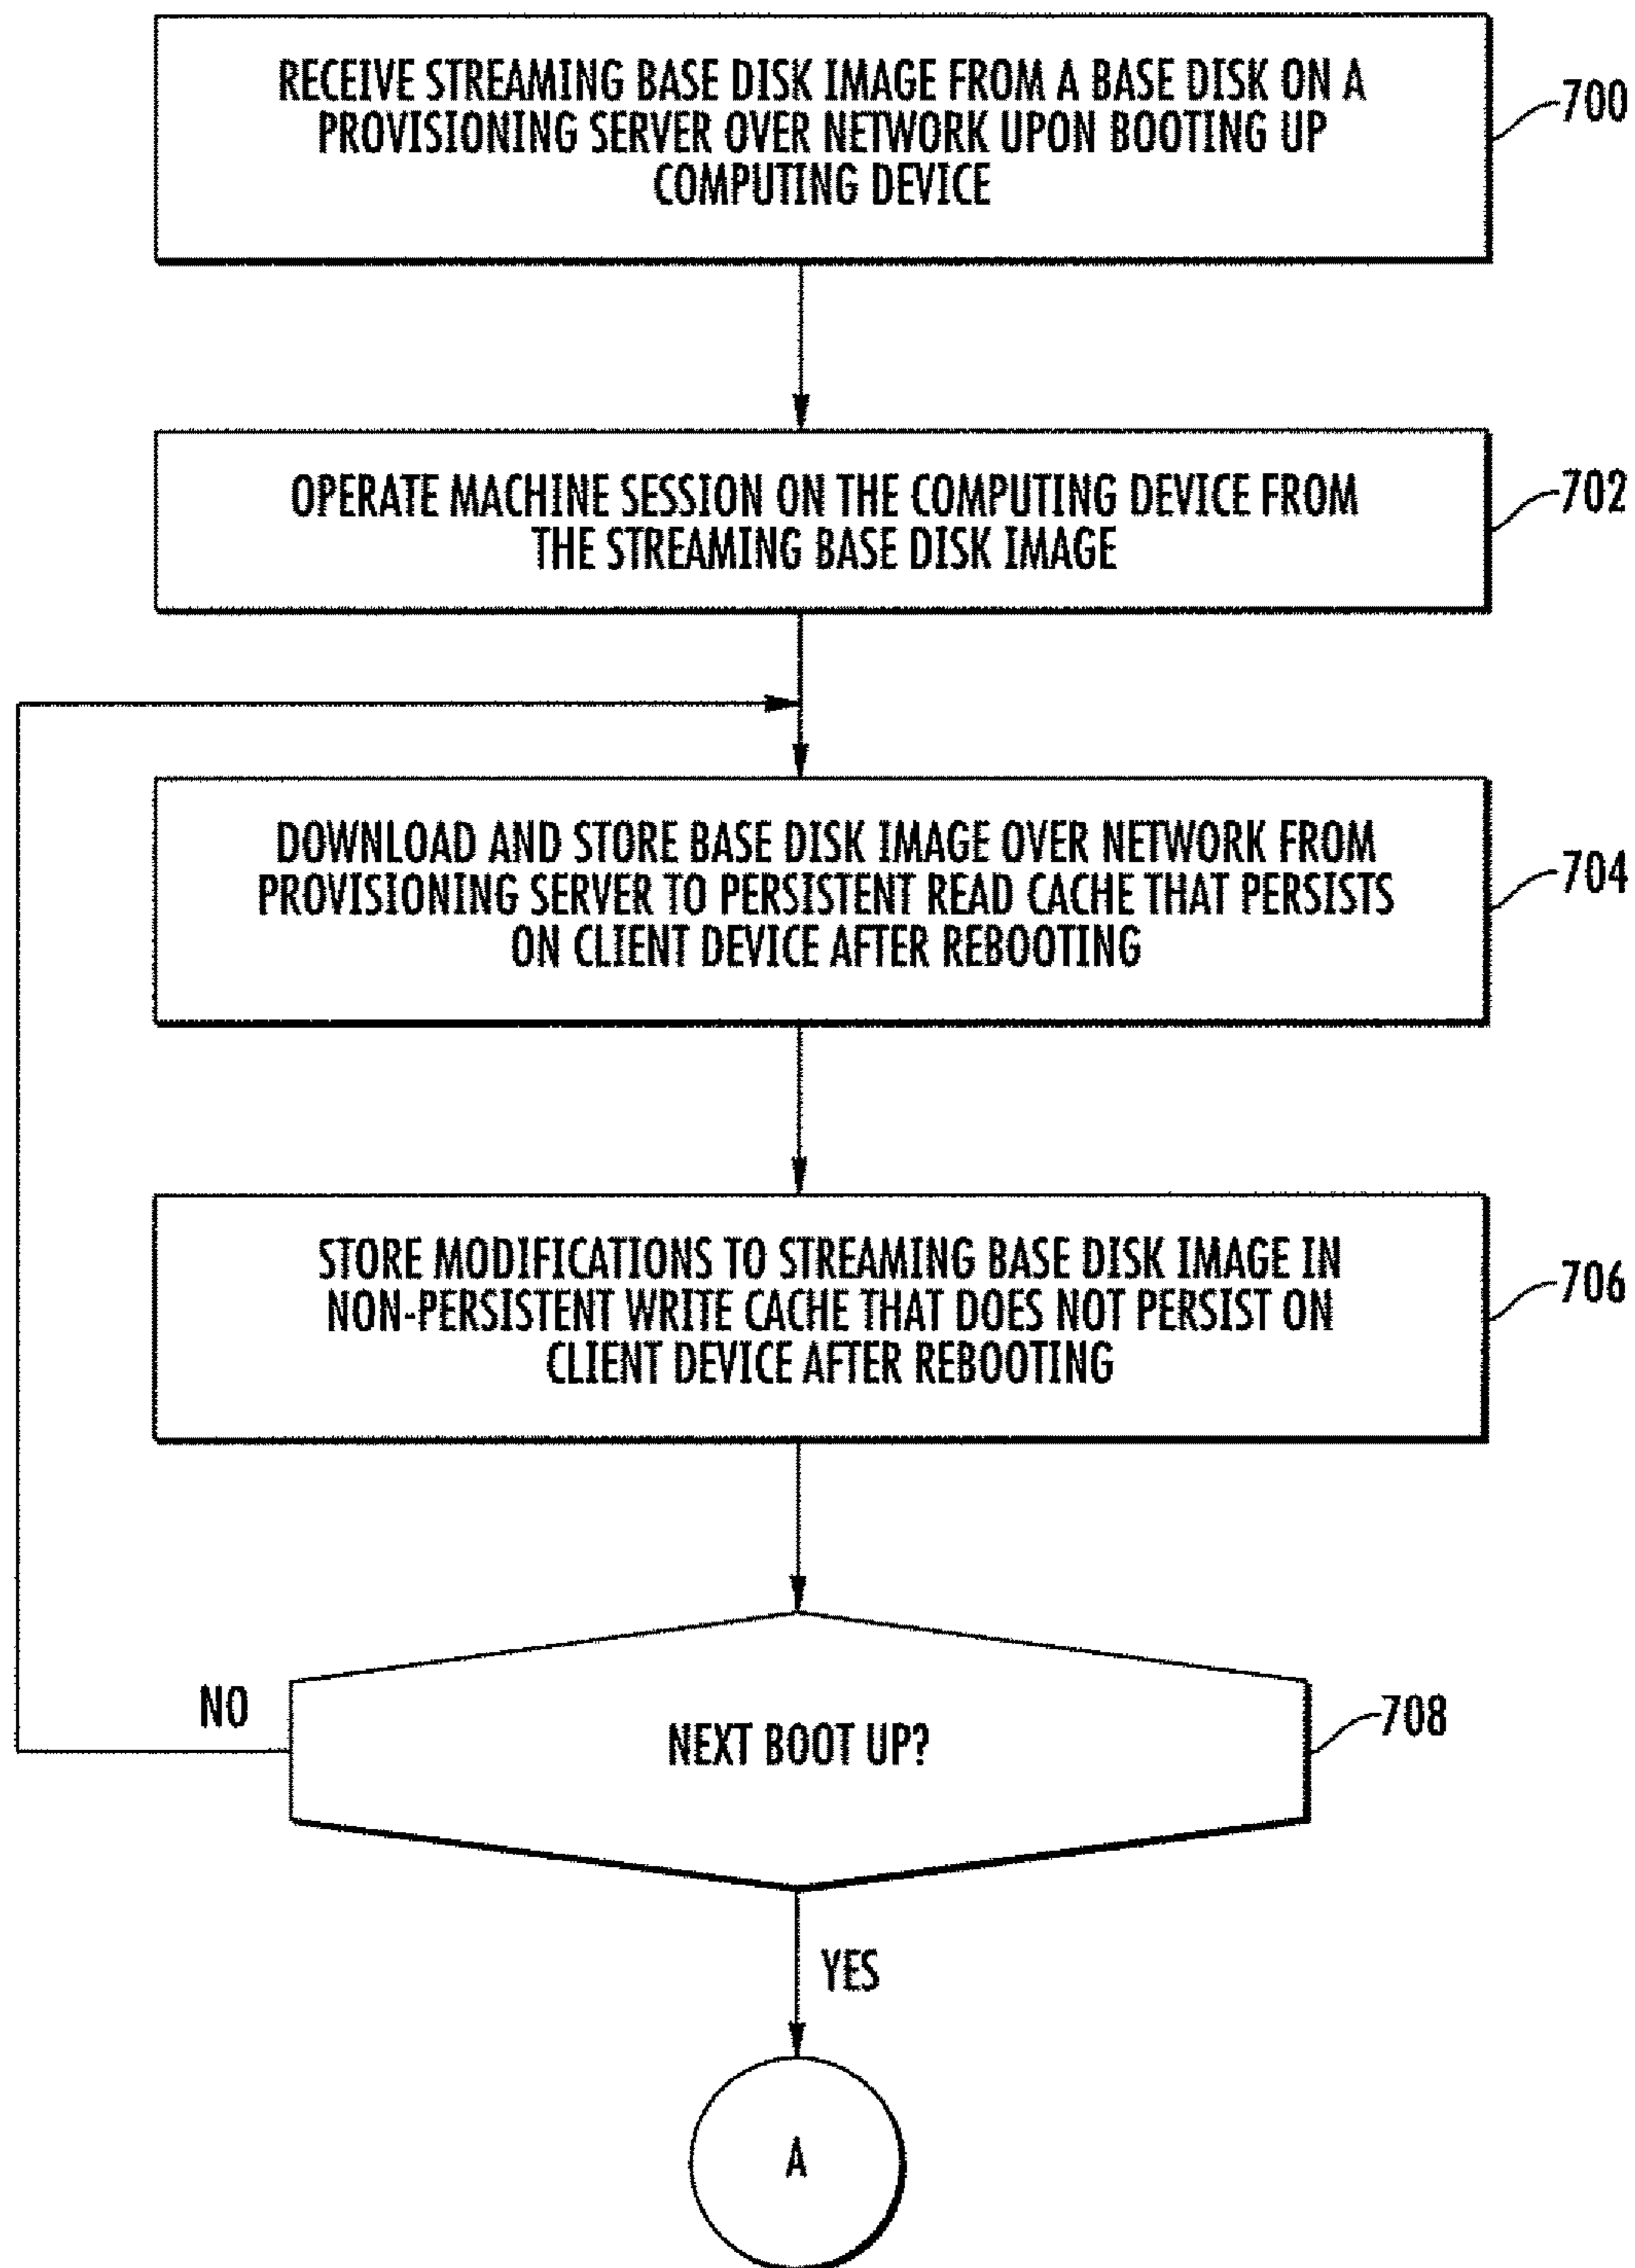 RECEIVE STREAMING BASE DISK IMAGE FROM A BASE DISK ON A
PROVISIONING SERVER OVER NETWORK UPON BOOTING UP
COMPUTING DEVICE
700
OPERATE MACHINE SESSION ON THE COMPUTING DEVICE FROM
THE STREAMING BASE DISK IMAGE
702
DOWNLOAD AND STORE BASE DISK IMAGE OVER NETWORK FROM
PROVISIONING SERVER TO PERSISTENT READ CACHE THAT PERSISTS
ON CLIENT DEVICE AFTER REBOOTING
704
STORE MODIFICATIONS TO STREAMING BASE DISK IMAGE IN
NON-PERSISTENT WRITE CACHE THAT DOES NOT PERSIST ON
CLIENT DEVICE AFTER REBOOTING
706
NO
NEXT BOOT UP?
708
YES
A